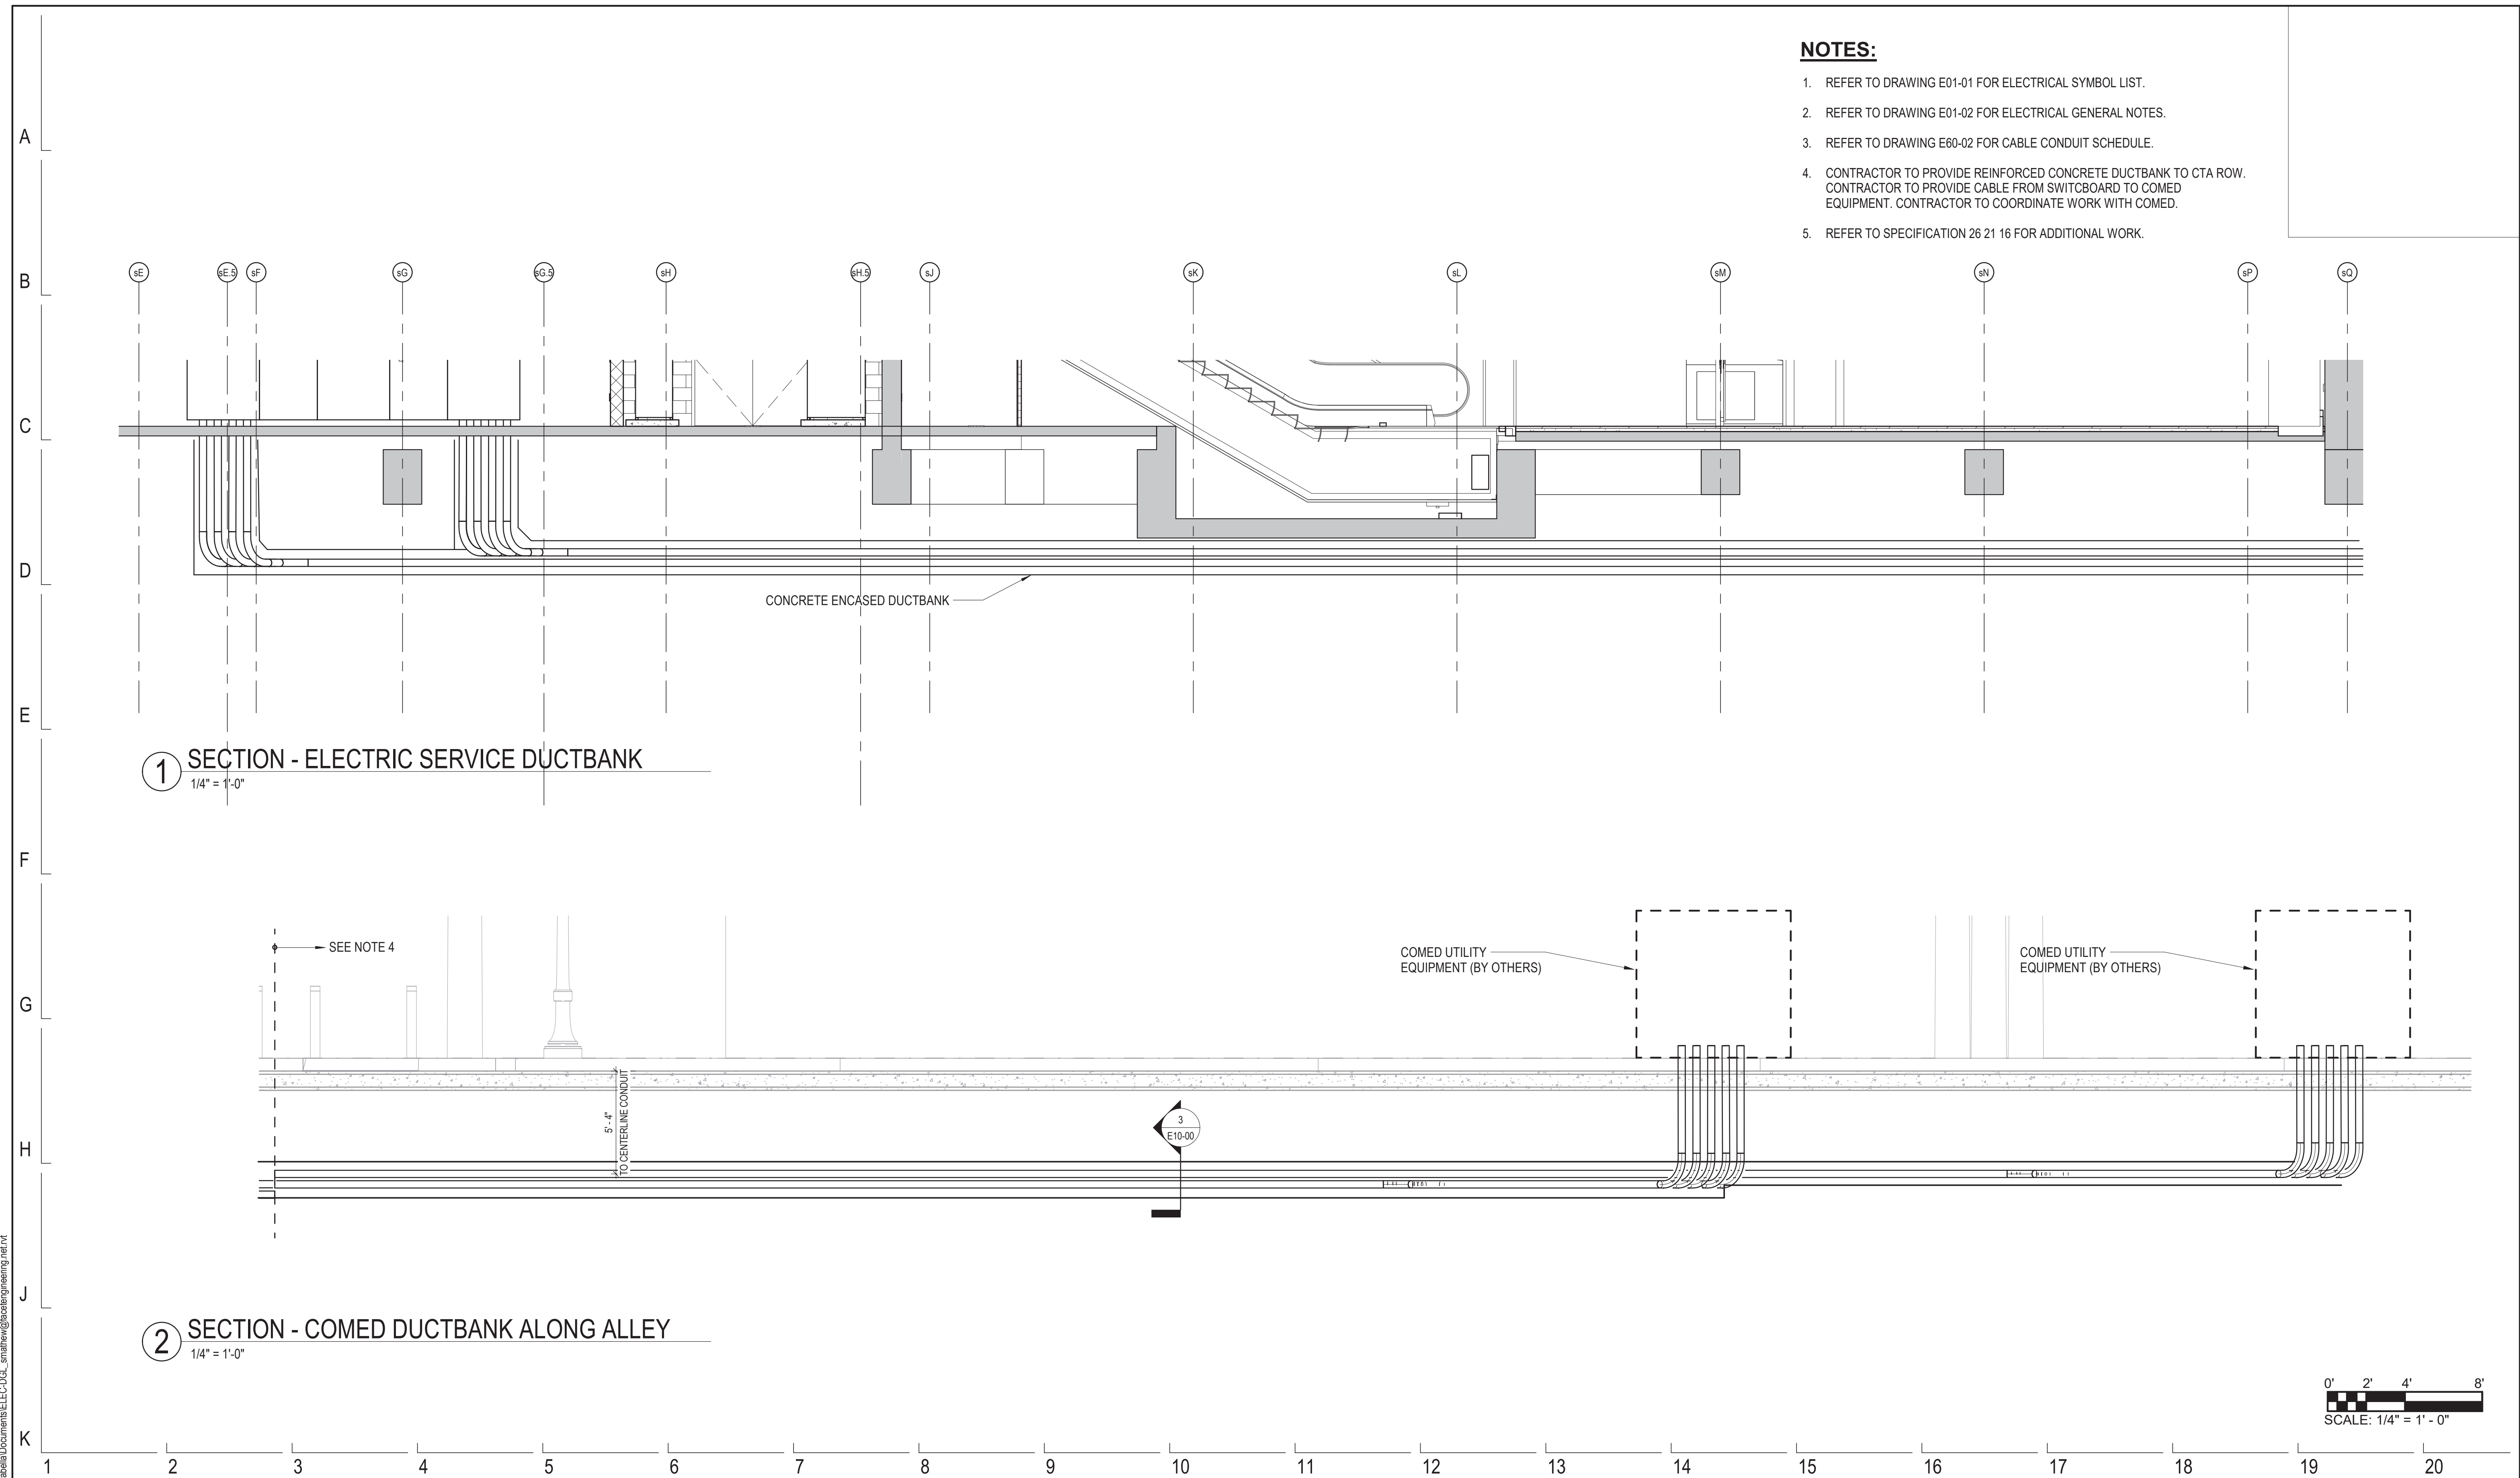 NOTES:
1. REFER TO DRAWING E01-01 FOR ELECTRICAL SYMBOL LIST.
2. REFER TO DRAWING E01-02 FOR ELECTRICAL GENERAL NOTES.
3. REFER TO DRAWING E60-02 FOR CABLE CONDUIT SCHEDULE.
4. CONTRACTOR TO PROVIDE REINFORCED CONCRETE DUCTBANK TO CTA ROW.
CONTRACTOR TO PROVIDE CABLE FROM SWITCBOARD TO COMED
EQUIPMENT. CONTRACTOR TO COORDINATE WORK WITH COMED.
5. REFER TO SPECIFICATION 26 21 16 FOR ADDITIONAL WORK.
A
B
C
D
E
F
G
H
J
K
sE sE.5 sF sG sG.5 sH sH.5 sJ sK sL sM sN sP sQ
CONCRETE ENCASED DUCTBANK
1 SECTION - ELECTRIC SERVICE DUCTBANK
1/4" = 1'-0"
SEE NOTE 4
COMED UTILITY
EQUIPMENT (BY OTHERS)
COMED UTILITY
EQUIPMENT (BY OTHERS)
5' - 4"
TO CENTERLINE CONDUIT
3
E10-00
2 SECTION - COMED DUCTBANK ALONG ALLEY
1/4" = 1'-0"
0' 2' 4' 8'
SCALE: 1/4" = 1' - 0"
1 2 3 4 5 6 7 8 9 10 11 12 13 14 15 16 17 18 19 20